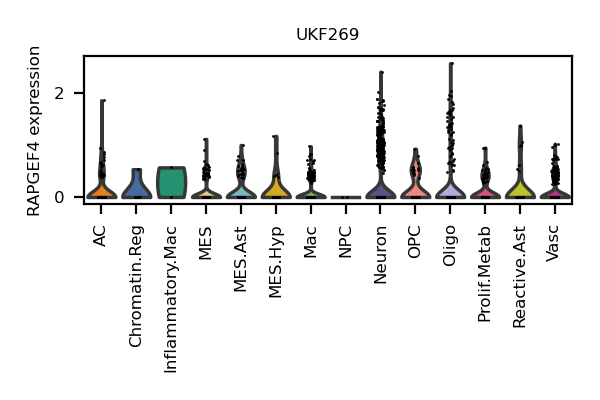 UKF269
RAPGEF4 expression
2
0
AC
Chromatin.Reg
Inflammatory.Mac
MES
MES.Ast
MES.Hyp
Mac
NPC
Neuron
OPC
Oligo
Prolif.Metab
Reactive.Ast
Vasc